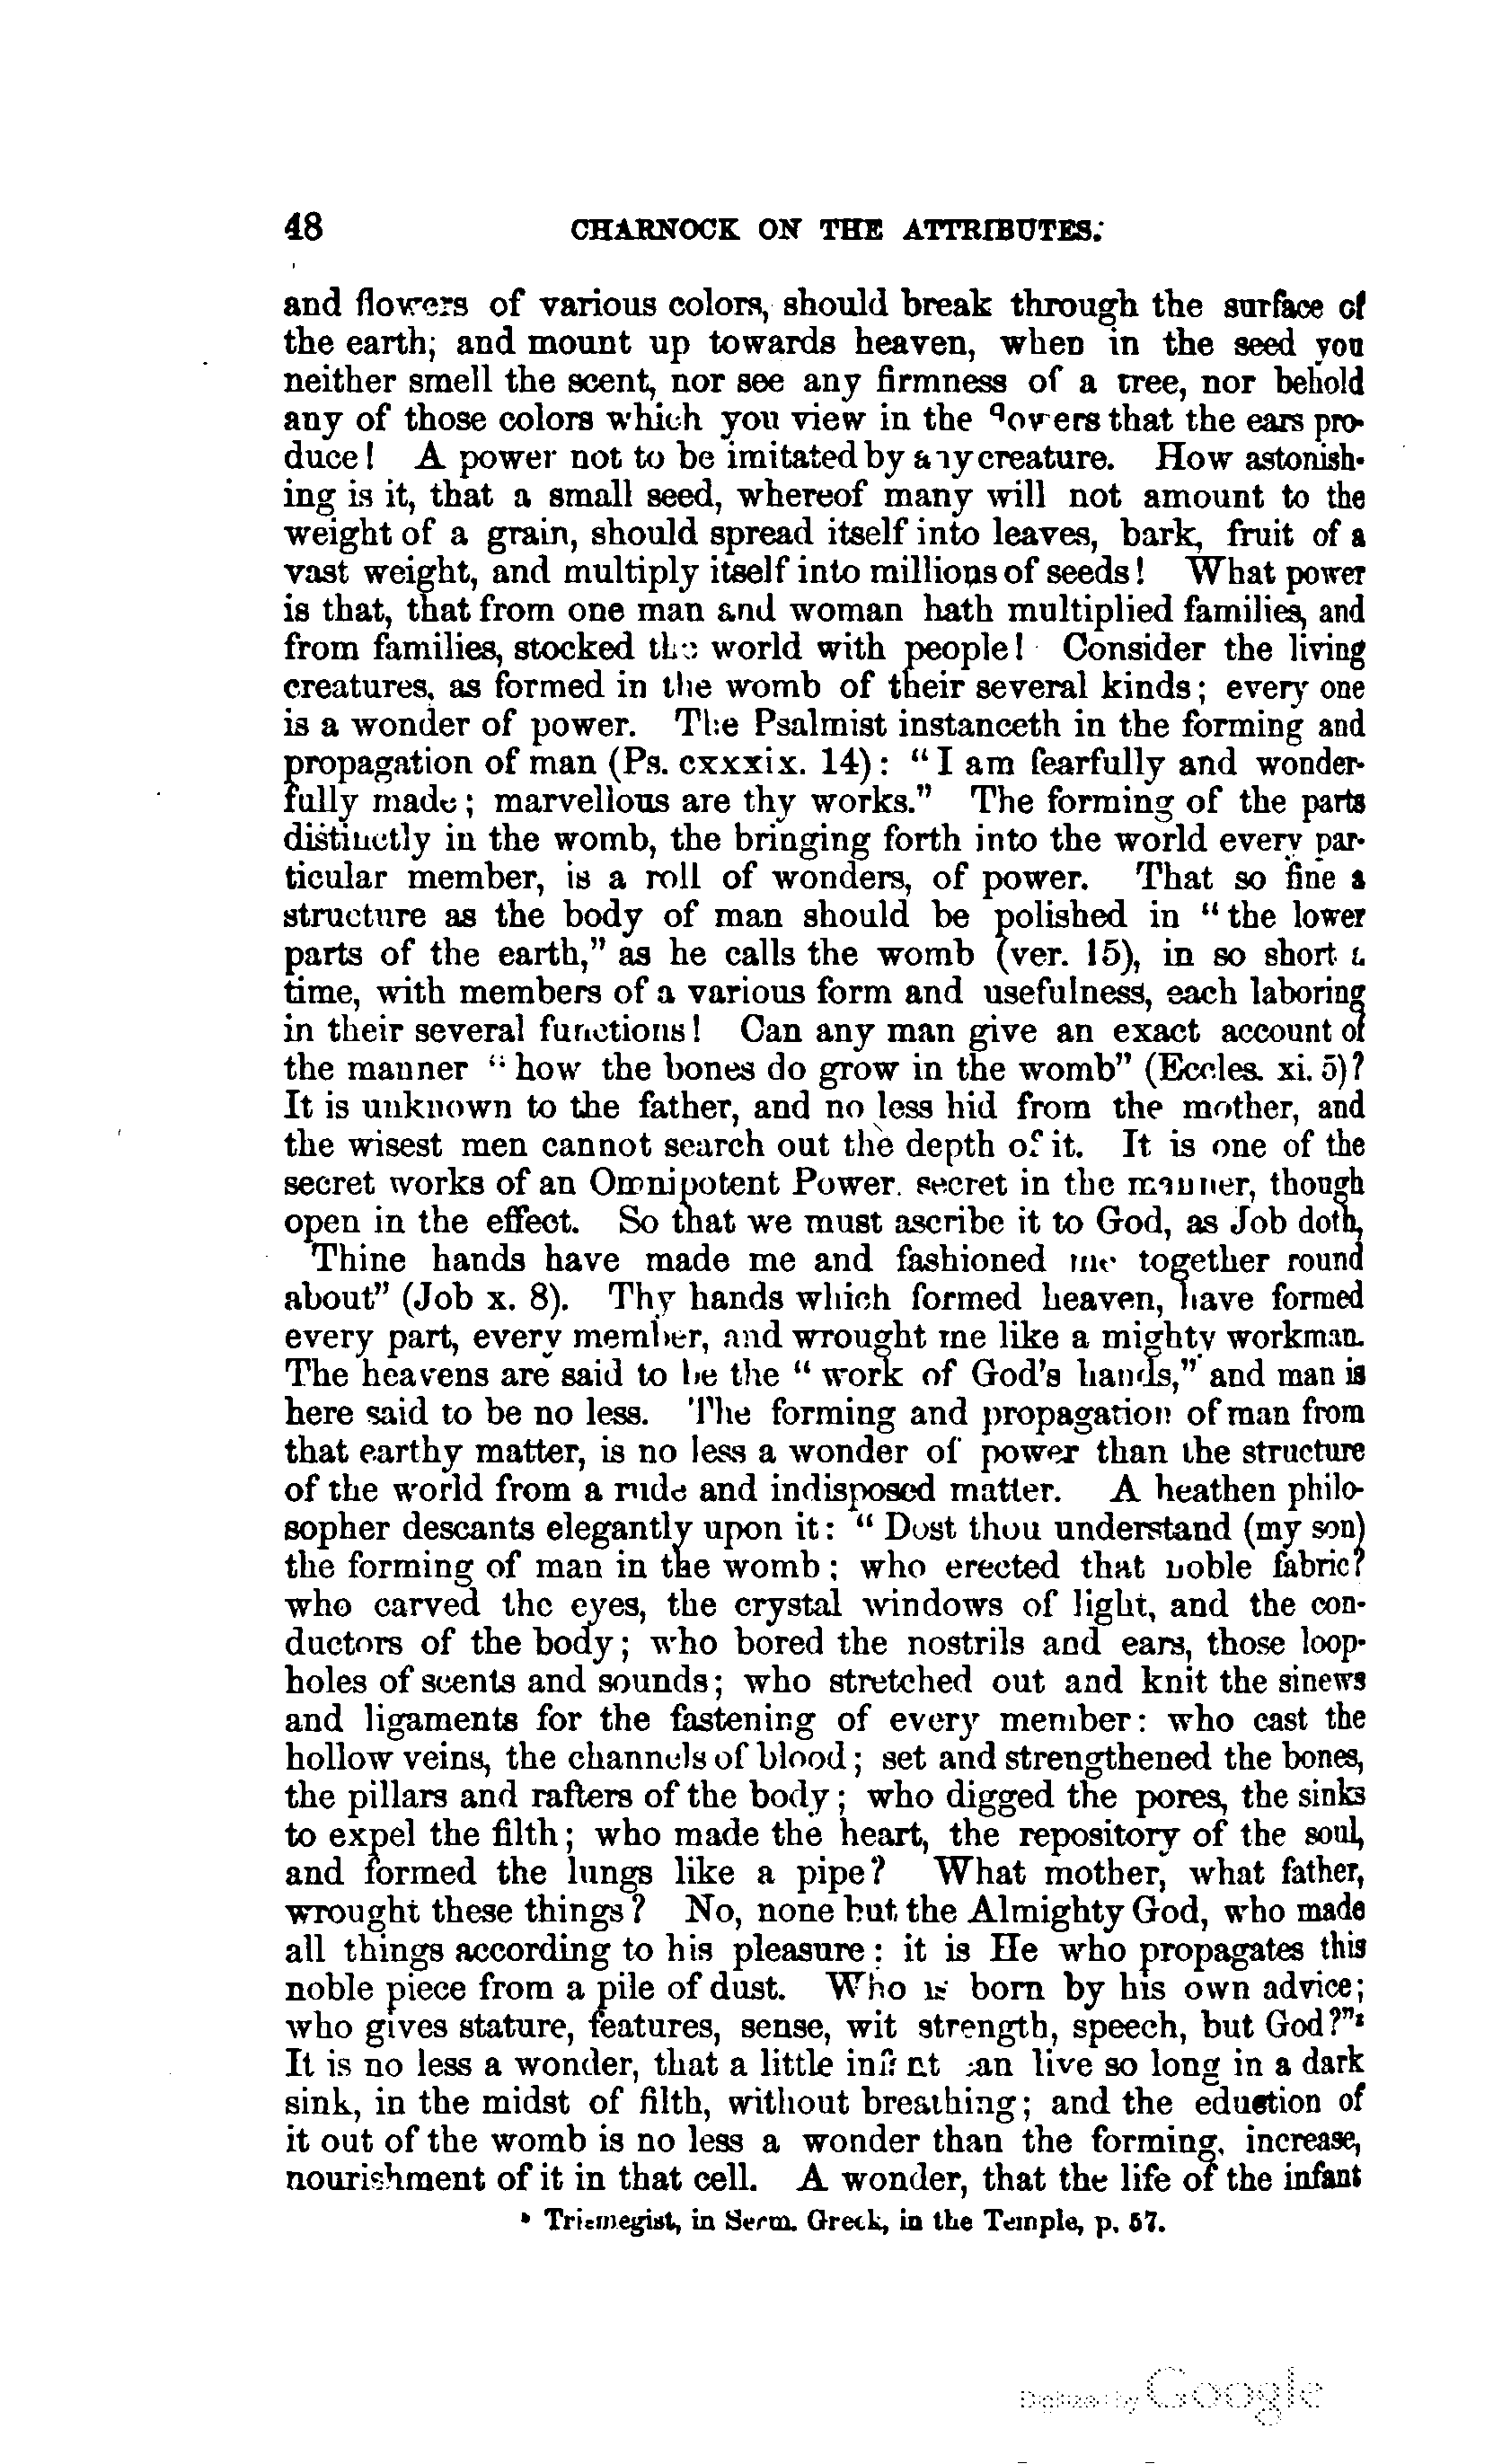 48 CHARNOCK ON THE ATTRIBUTES.
and flowers of various colors, should break through the surface of
the earth; and mount up towards heaven, when in the seed you
neither smell the scent, nor see any firmness of a tree, nor behold
any of those colors which you view in the flowers that the ears pro-
duce! A power not to be imitated by any creature. How astonish-
ing is it, that a small seed, whereof many will not amount to the
weight of a grain, should spread itself into leaves, bark, fruit of a
vast weight, and multiply itself into millions of seeds! What power
is that, that from one man and woman hath multiplied families, and
from families, stocked the world with people! Consider the living
creatures, as formed in the womb of their several kinds; every one
is a wonder of power. The Psalmist instanceth in the forming and
propagation of man (Ps. cxxxix. 14): "I am fearfully and wonder-
fully made; marvellous are thy works." The forming of the parts
distinctly in the womb, the bringing forth into the world every par-
ticular member, is a roll of wonders, of power. That so fine a
structure as the body of man should be polished in "the lower
parts of the earth," as he calls the womb (ver. 15), in so short a
time, with members of a various form and usefulness, each laboring
in their several functions! Can any man give an exact account of
the manner "how the bones do grow in the womb" (Eccles. xi. 5)?
It is unknown to the father, and no less hid from the mother, and
the wisest men cannot search out the depth of it. It is one of the
secret works of an Omnipotent Power. secret in the manner, though
open in the effect. So that we must ascribe it to God, as Job doth,
Thine hands have made me and fashioned me together round
about" (Job x. 8). Thy hands which formed heaven, have formed
every part, every member, and wrought me like a mighty workman.
The heavens are said to be the "work of God's hands," and man is
here said to be no less. The forming and propagation of man from
that earthy matter, is no less a wonder of power than the structure
of the world from a rude and indisposed matter. A heathen philo-
sopher descants elegantly upon it: "Dost thou understand (my son)
the forming of man in the womb; who erected that noble fabric?
who carved the eyes, the crystal windows of light, and the con-
ductors of the body; who bored the nostrils and ears, those loop-
holes of scents and sounds; who stretched out and knit the sinews
and ligaments for the fastening of every member: who cast the
hollow veins, the channels of blood; set and strengthened the bones,
the pillars and rafters of the body; who digged the pores, the sinks
to expel the filth; who made the heart, the repository of the soul,
and formed the lungs like a pipe? What mother, what father,
wrought these things? No, none but the Almighty God, who made
all things according to his pleasure: it is He who propagates this
noble piece from a pile of dust. Who is born by his own advice;
who gives stature, features, sense, wit strength, speech, but God?"
It is no less a wonder, that a little infant can live so long in a dark
sink, in the midst of filth, without breathing; and the eduction of
it out of the womb is no less a wonder than the forming, increase,
nourishment of it in that cell. A wonder, that the life of the infant
Trismegist, in Serm. Greek, in the Temple, p. 57.
Digitized by Google